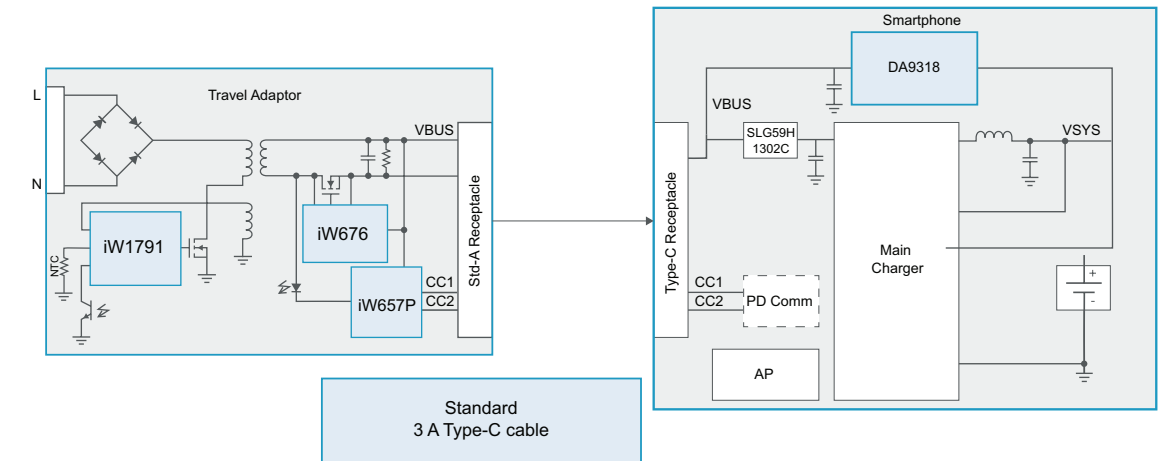 Smartphone
DA9318
Travel Adaptor
L
VBUS
VBUS
SLG59H
1302C
VSYS
N
NTC
iW1791
iW676
Std-A Receptacle
Type-C Receptacle
Main
Charger
+
-
iW657P
CC1
CC2
CC1
CC2
PD Comm
AP
Standard
3 A Type-C cable